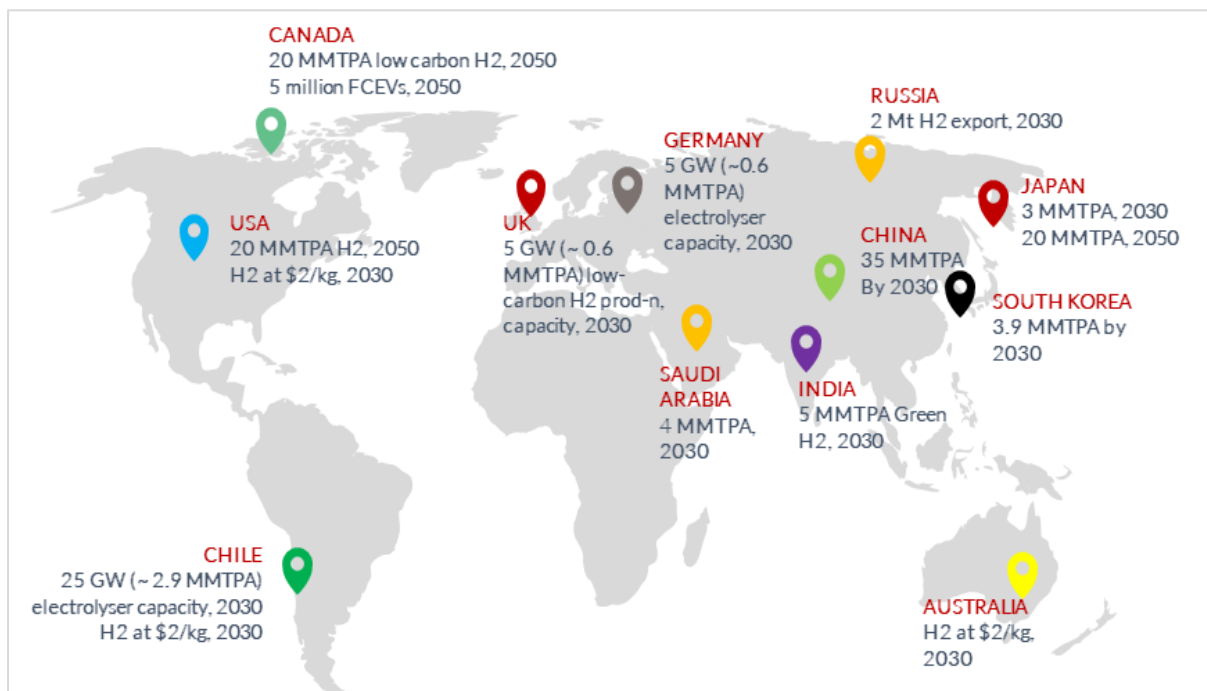 CANADA
20 MMTPA low carbon H2, 2050
5 million FCEVs, 2050
RUSSIA
2 Mt H2 export, 2030
GERMANY
5 GW (~0.6
MMTPA)
electrolyser
capacity, 2030
JAPAN
3 MMTPA, 2030
20 MMTPA, 2050
USA
20 MMTPA H2, 2050
H2 at $2/kg, 2030
UK
5 GW (~ 0.6
MMTPA) low-
carbon H2 prod-n,
capacity, 2030
CHINA
35 MMTPA
By 2030
SOUTH KOREA
3.9 MMTPA by
2030
SAUDI
ARABIA
4 MMTPA,
2030
INDIA
5 MMTPA Green
H2, 2030
CHILE
25 GW (~ 2.9 MMTPA)
electrolyser capacity, 2030
H2 at $2/kg, 2030
AUSTRALIA
H2 at $2/kg,
2030